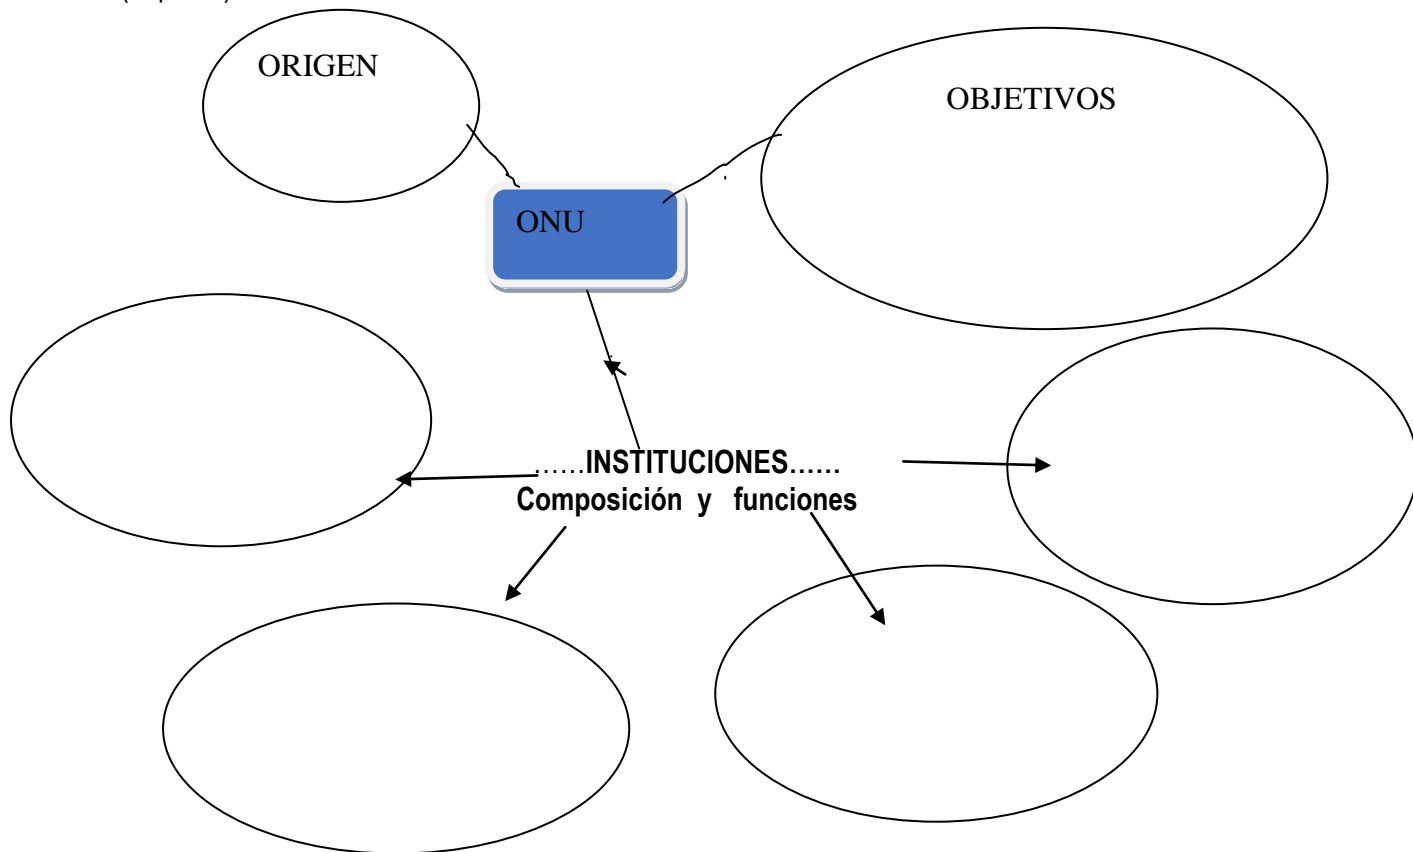 ORIGEN
OBJETIVOS
ONU
......INSTITUCIONES......
Composición y funciones